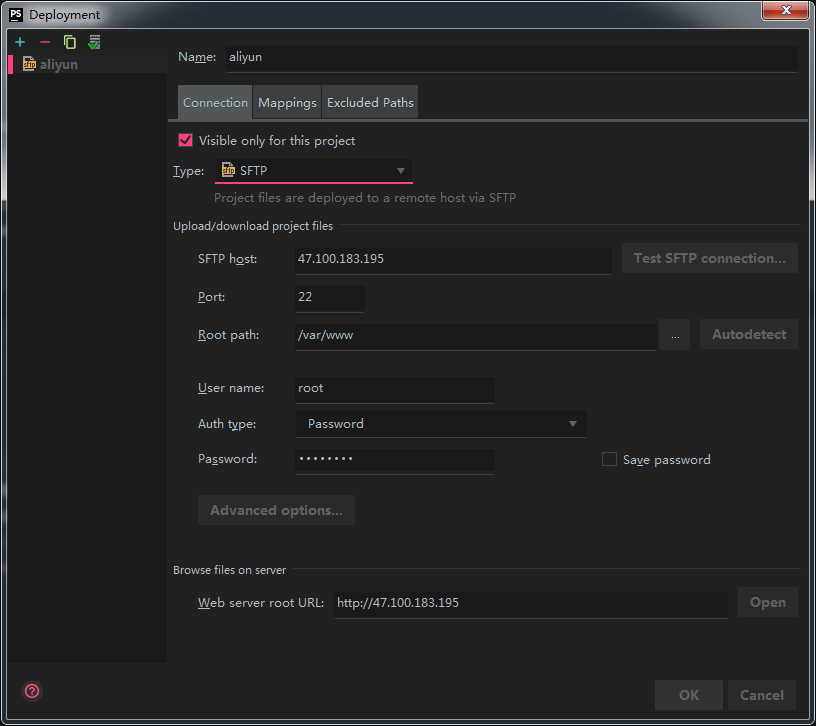 PS Deployment
aliyun
Name: aliyun
Connection Mappings Excluded Paths
Visible only for this project
Type: SFTP
Project files are deployed to a remote host via SFTP
Upload/download project files
SFTP host: 47.100.183.195 Test SFTP connection...
Port: 22
Root path: /var/www ... Autodetect
User name: root
Auth type: Password
Password: •••••••• Save password
Advanced options...
Browse files on server
Web server root URL: http://47.100.183.195 Open
? OK Cancel